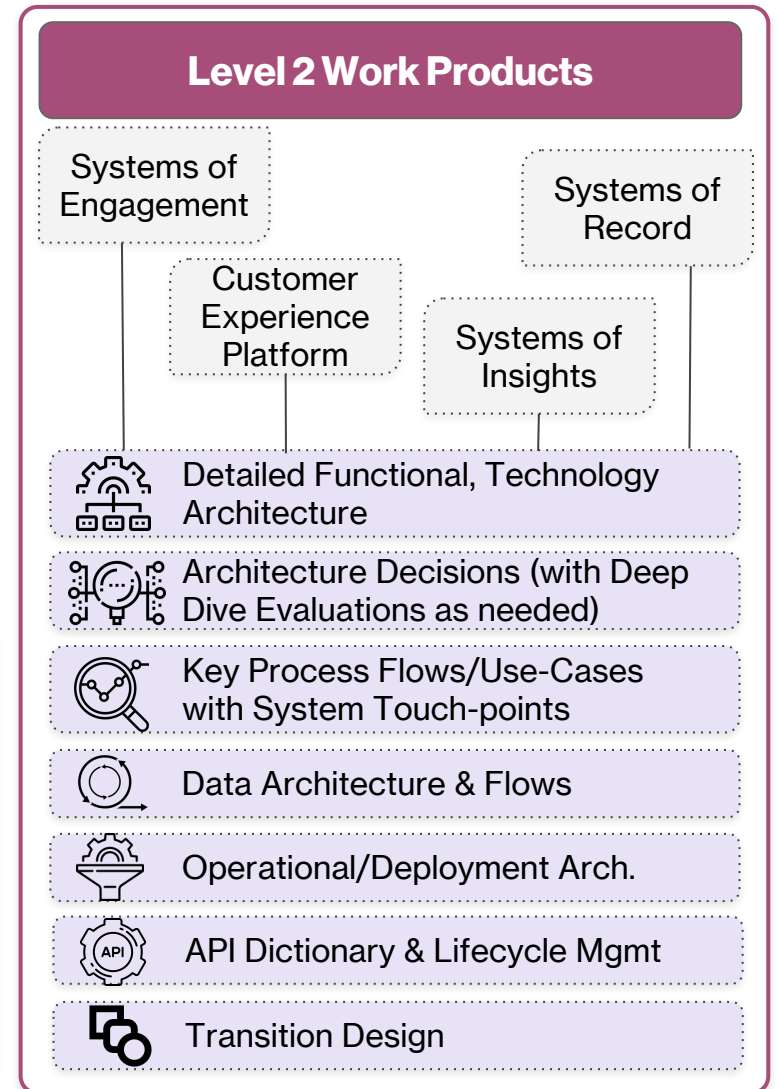 Level 2 Work Products
Systems of
Engagement
Systems of
Record
Customer
Experience
Platform
Systems of
Insights
Detailed Functional, Technology
Architecture
Architecture Decisions (with Deep
Dive Evaluations as needed)
Key Process Flows/Use-Cases
with System Touch-points
Data Architecture & Flows
Operational/Deployment Arch.
API
API Dictionary & Lifecycle Mgmt
Transition Design